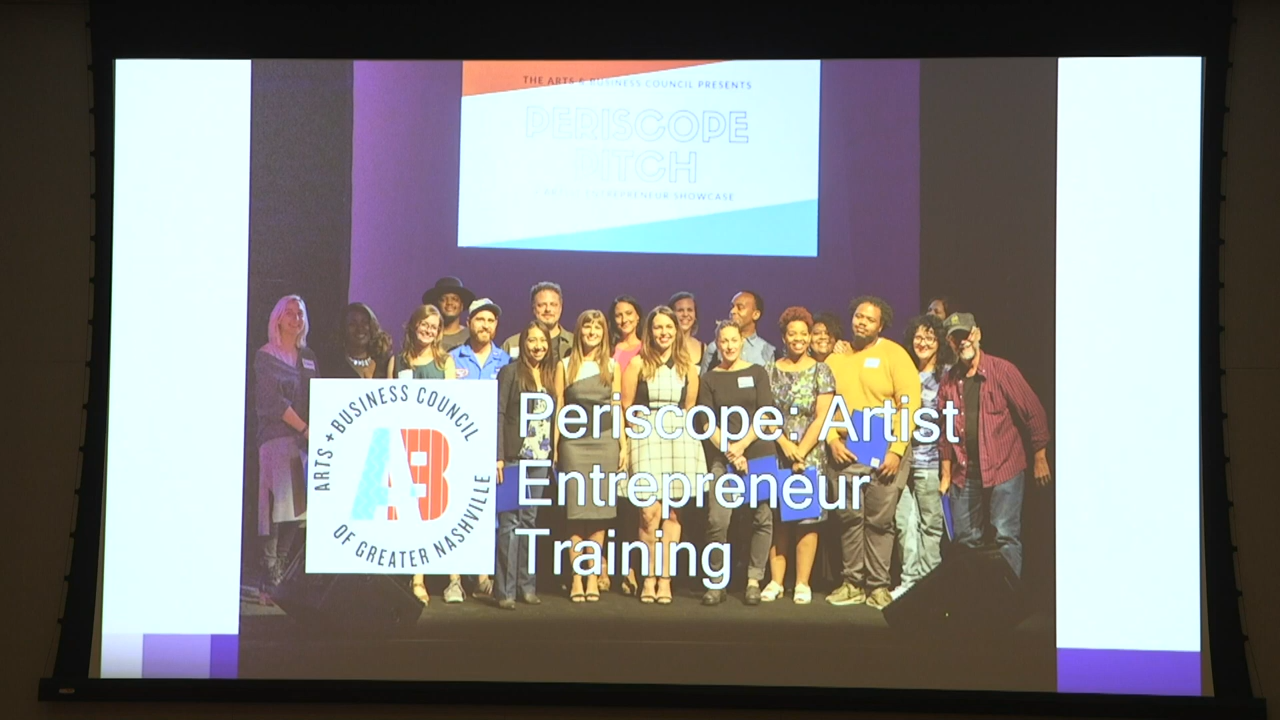 THE ARTS & BUSINESS COUNCIL PRESENTS
PERISCOPE
PITCH
ENTREPRENEUR SHOWCASE
ARTS + BUSINESS COUNCIL
AB
OF GREATER NASHVILLE
Periscope: Artist
Entrepreneur
Training